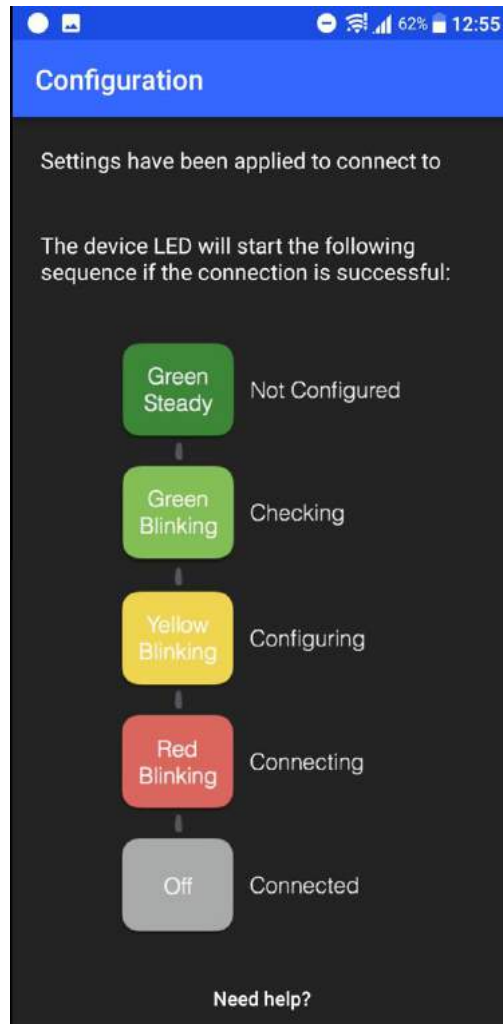 62% 12:55
Configuration
Settings have been applied to connect to
The device LED will start the following
sequence if the connection is successful:
Green
Steady
Not Configured
Green
Blinking
Checking
Yellow
Blinking
Configuring
Red
Blinking
Connecting
Off
Connected
Need help?